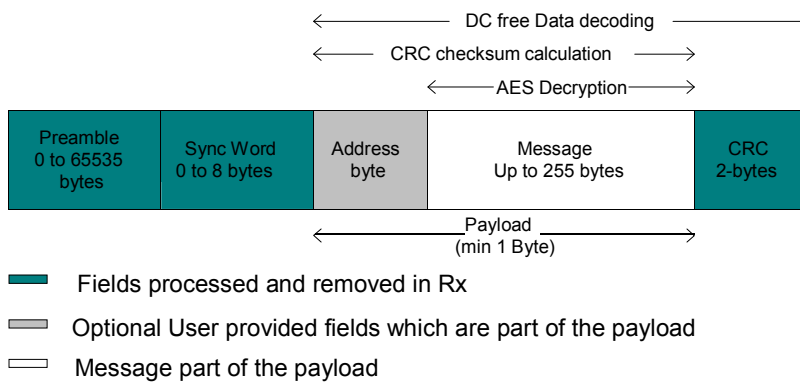 DC free Data decoding
CRC checksum calculation
AES Decryption
Preamble
0 to 65535
bytes
Sync Word
0 to 8 bytes
Address
byte
Message
Up to 255 bytes
CRC
2-bytes
Payload
(min 1 Byte)
Fields processed and removed in Rx
Optional User provided fields which are part of the payload
Message part of the payload